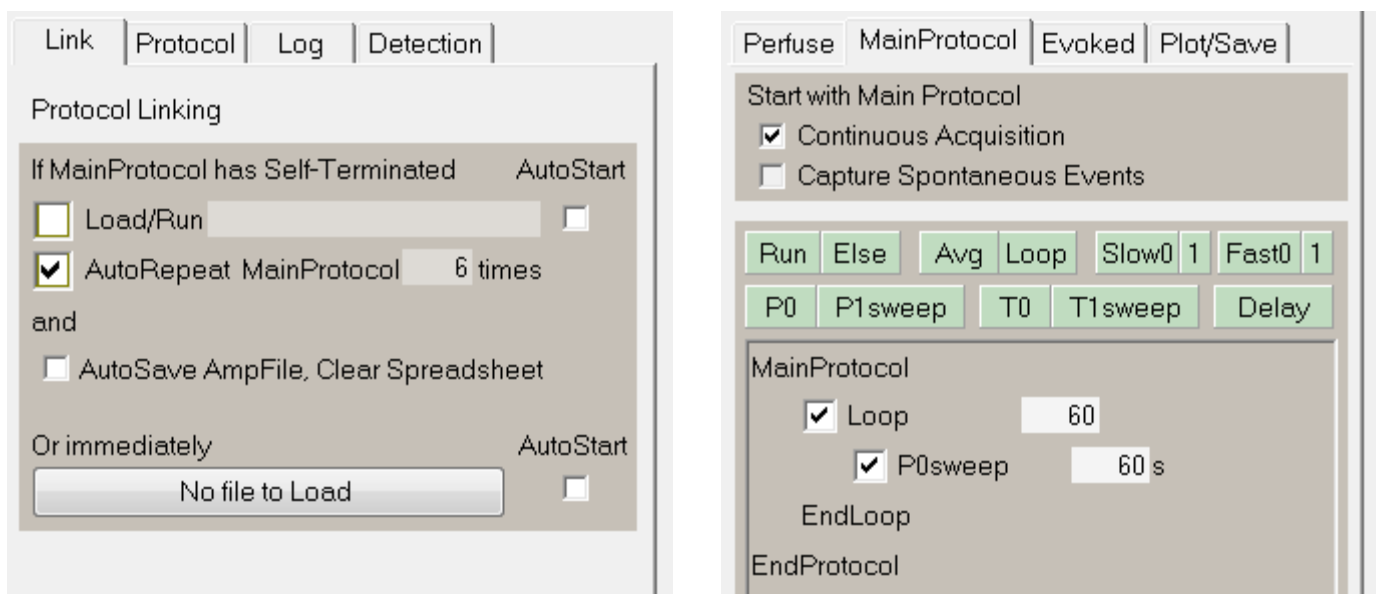 Link Protocol Log Detection
Protocol Linking
If MainProtocol has Self-Terminated AutoStart
Load/Run
AutoRepeat MainProtocol 6 times
and
AutoSave AmpFile, Clear Spreadsheet
Or immediately AutoStart
No file to Load
Perfuse MainProtocol Evoked Plot/Save
Start with Main Protocol
Continuous Acquisition
Capture Spontaneous Events
Run Else Avg Loop Slow0 1 Fast0 1
P0 P1sweep T0 T1sweep Delay
MainProtocol
Loop 60
P0sweep 60 s
EndLoop
EndProtocol